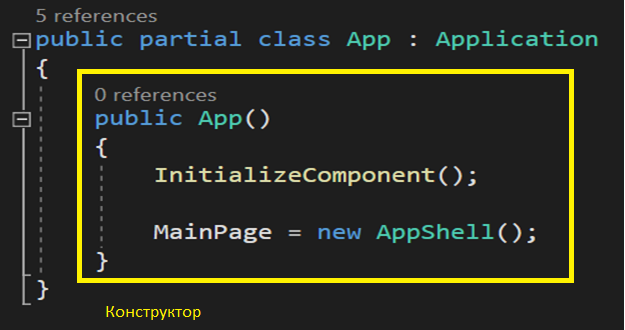 5 references
public partial class App : Application
{
0 references
public App()
{
InitializeComponent();
MainPage = new AppShell();
}
}
Конструктор